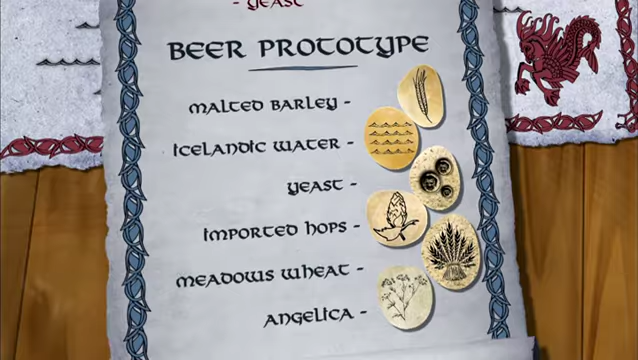 - YEAST
BEER PROTOTYPE
MALTED BARLEY -
ICELANDIC WATER -
YEAST -
IMPORTED HOPS -
MEADOWS WHEAT -
ANGELICA -